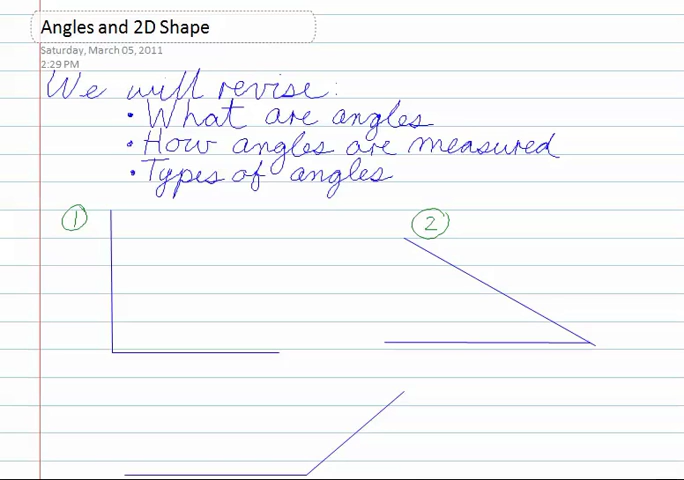 Angles and 2D Shape
Saturday, March 05, 2011
2:29 PM
We will revise:
• What are angles
• How angles are measured
• Types of angles
1
2